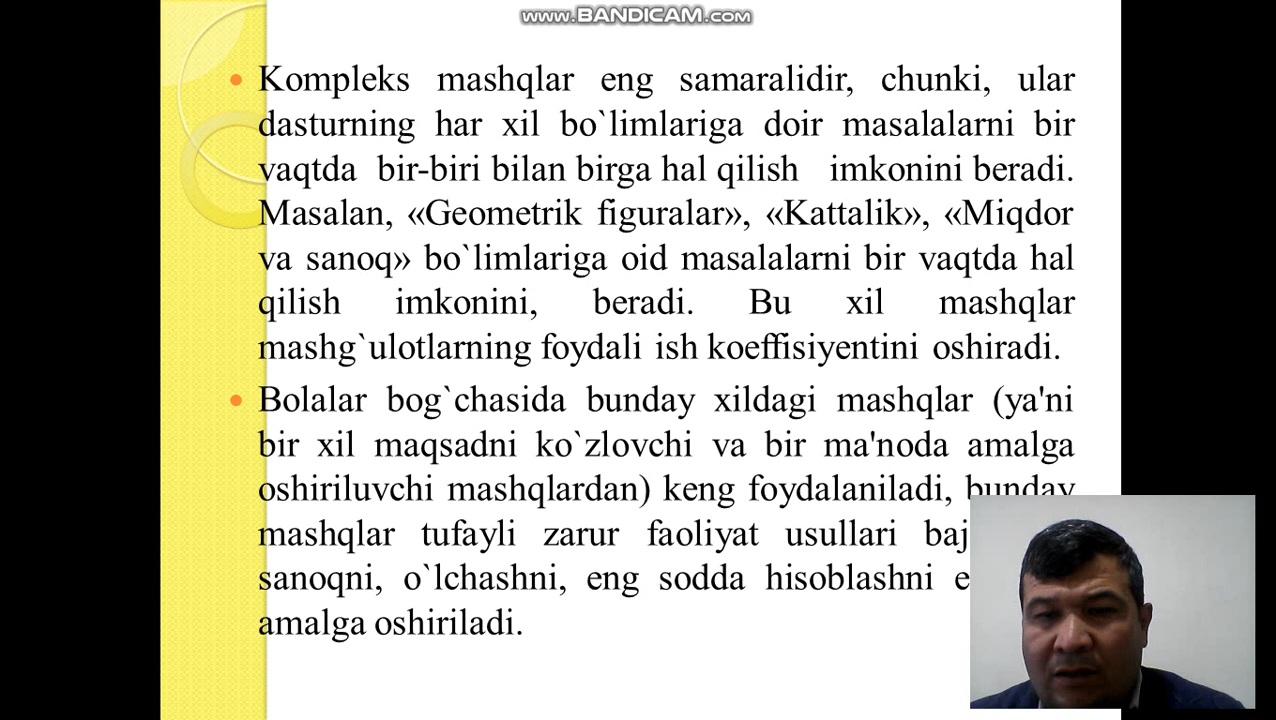 www.BANDICAM.com
Kompleks mashqlar eng samaralidir, chunki, ular
dasturning har xil bo`limlariga doir masalalarni bir
vaqtda bir-biri bilan birga hal qilish imkonini beradi.
Masalan, «Geometrik figuralar», «Kattalik», «Miqdor
va sanoq» bo`limlariga oid masalalarni bir vaqtda hal
qilish imkonini, beradi. Bu xil mashqlar
mashg`ulotlarning foydali ish koeffisiyentini oshiradi.
Bolalar bog`chasida bunday xildagi mashqlar (ya'ni
bir xil maqsadni ko`zlovchi va bir ma'noda amalga
oshiriluvchi mashqlardan) keng foydalaniladi, bunday
mashqlar tufayli zarur faoliyat usullari
sanoqni, o`lchashni, eng sodda hisoblashni
amalga oshiriladi.